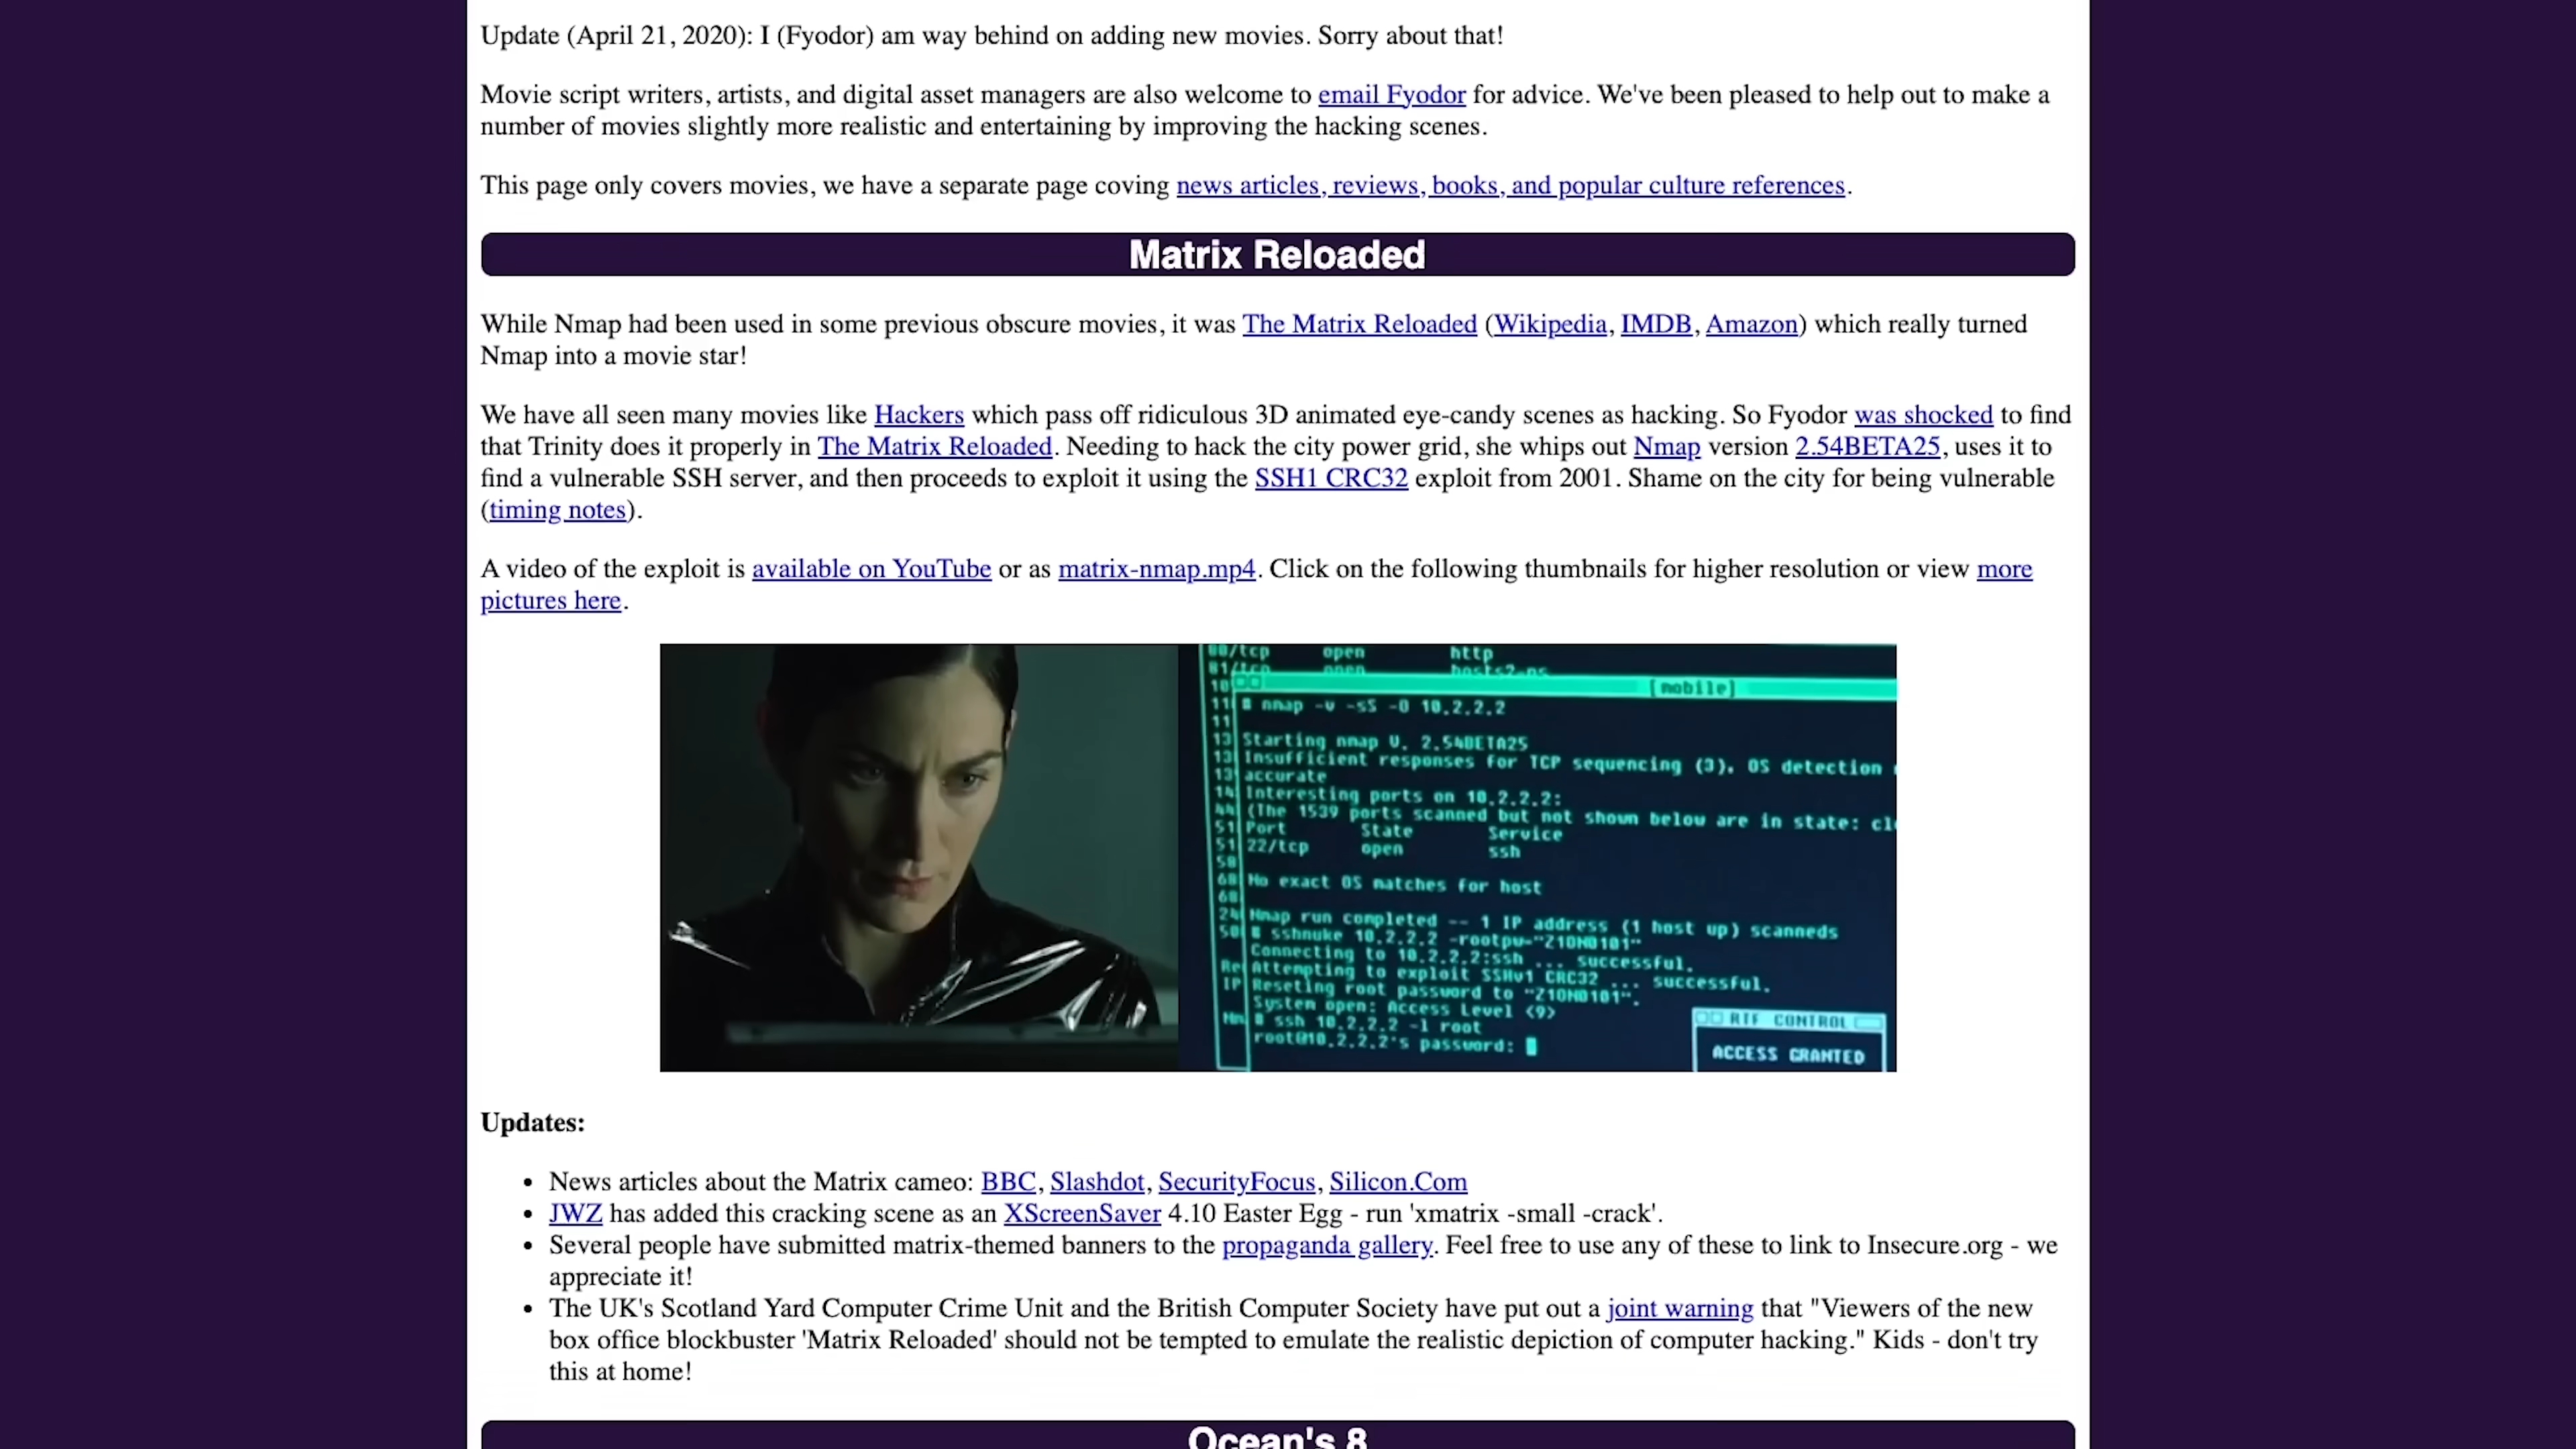 Update (April 21, 2020): I (Fyodor) am way behind on adding new movies. Sorry about that!
Movie script writers, artists, and digital asset managers are also welcome to email Fyodor for advice. We've been pleased to help out to make a
number of movies slightly more realistic and entertaining by improving the hacking scenes.
This page only covers movies, we have a separate page coving news articles, reviews, books, and popular culture references.
Matrix Reloaded
While Nmap had been used in some previous obscure movies, it was The Matrix Reloaded (Wikipedia, IMDB, Amazon) which really turned
Nmap into a movie star!
We have all seen many movies like Hackers which pass off ridiculous 3D animated eye-candy scenes as hacking. So Fyodor was shocked to find
that Trinity does it properly in The Matrix Reloaded. Needing to hack the city power grid, she whips out Nmap version 2.54BETA25, uses it to
find a vulnerable SSH server, and then proceeds to exploit it using the SSH1 CRC32 exploit from 2001. Shame on the city for being vulnerable
(timing notes).
A video of the exploit is available on YouTube or as matrix-nmap.mp4. Click on the following thumbnails for higher resolution or view more
pictures here.
80/tcp open http
81/tcp open hosts2-ns
[mobile]
# nmap -v -sS -O 10.2.2.2
Starting nmap V. 2.54BETA25
Insufficient responses for TCP sequencing (3). OS detection
accurate
Interesting ports on 10.2.2.2:
(The 1539 ports scanned but not shown below are in state: cl
Port State Service
22/tcp open ssh
No exact OS matches for host
Nmap run completed -- 1 IP address (1 host up) scanneds
# sshnuke 10.2.2.2 -rootpw="Z10N0101"
Connecting to 10.2.2.2:ssh ... successful.
Attempting to exploit SSHv1 CRC32 ... successful.
Reseting root password to "Z10N0101".
System open: Access Level <9>
# ssh 10.2.2.2 -l root
root@10.2.2.2's password:
RTF CONTROL
ACCESS GRANTED
Updates:
• News articles about the Matrix cameo: BBC, Slashdot, SecurityFocus, Silicon.Com
• JWZ has added this cracking scene as an XScreenSaver 4.10 Easter Egg - run 'xmatrix -small -crack'.
• Several people have submitted matrix-themed banners to the propaganda gallery. Feel free to use any of these to link to Insecure.org - we
appreciate it!
• The UK's Scotland Yard Computer Crime Unit and the British Computer Society have put out a joint warning that "Viewers of the new
box office blockbuster 'Matrix Reloaded' should not be tempted to emulate the realistic depiction of computer hacking." Kids - don't try
this at home!
Ocean's 8